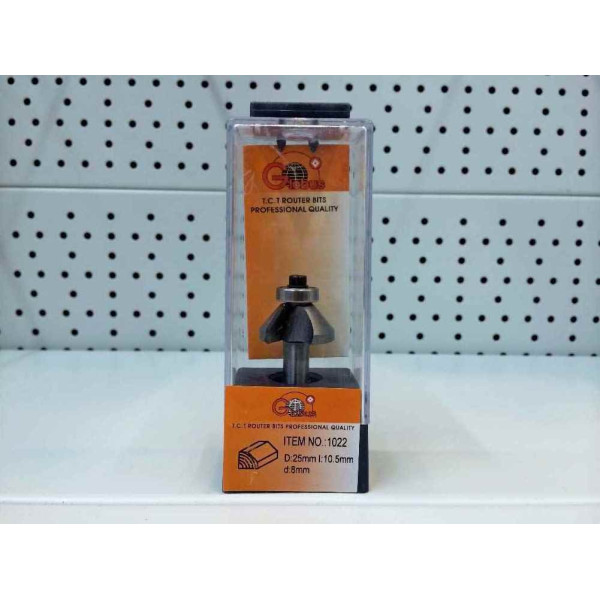 T.C.T ROUTER BITS
PROFESSIONAL QUALITY
T.C.T ROUTER BITS PROFESSIONAL QUALITY
ITEM NO.:1022
D:25mm I:10.5mm
d:8mm